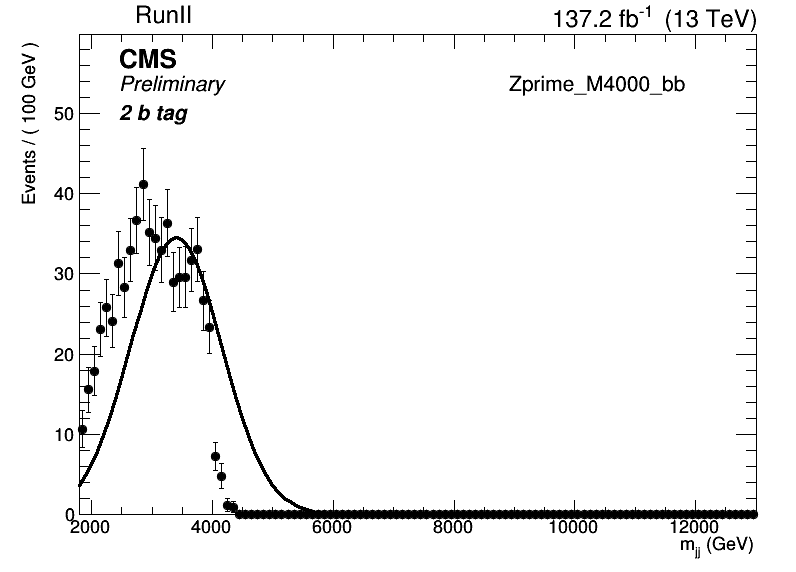 RunII
137.2 fb-1 (13 TeV)
CMS
Preliminary
2 b tag
Zprime_M4000_bb
Events / ( 100 GeV )
50
40
30
20
10
0
2000 4000 6000 8000 10000 12000
mjj (GeV)